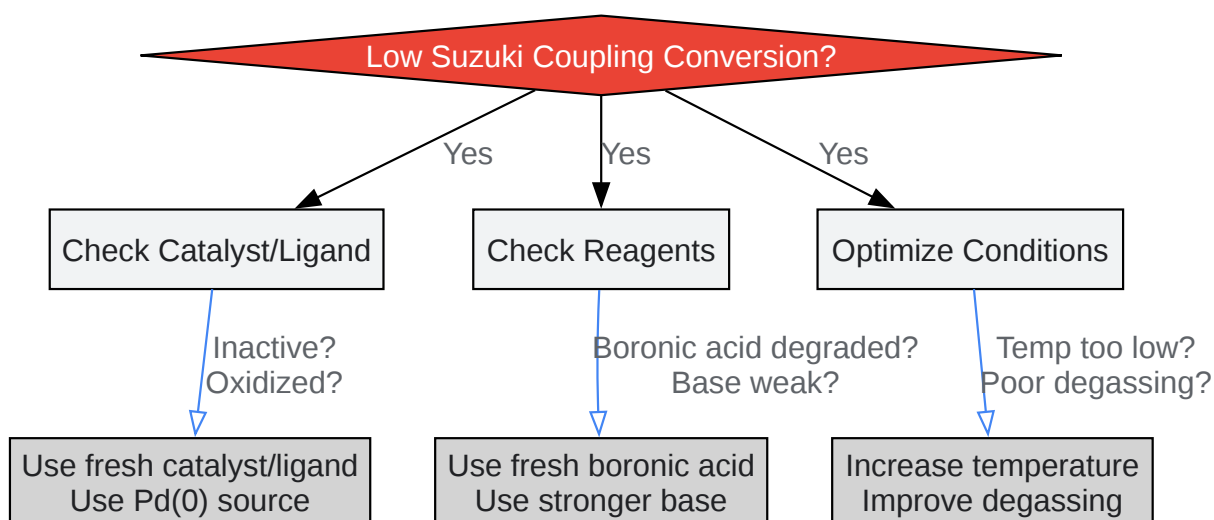 Low Suzuki Coupling Conversion?
Yes
Yes
Yes
Check Catalyst/Ligand
Check Reagents
Optimize Conditions
Inactive?
Oxidized?
Boronic acid degraded?
Base weak?
Temp too low?
Poor degassing?
Use fresh catalyst/ligand
Use Pd(0) source
Use fresh boronic acid
Use stronger base
Increase temperature
Improve degassing